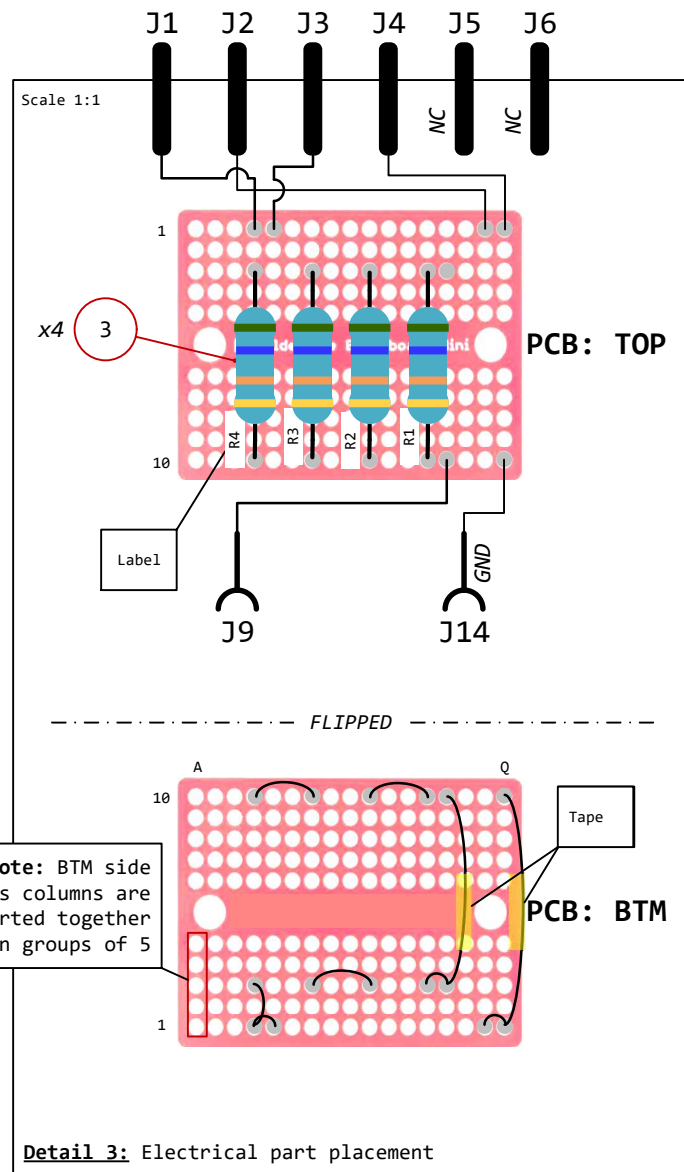 J1 J2 J3 J4 J5 J6
Scale 1:1
NC NC
1
x4 3
PCB: TOP
R4 R3 R2 R1
10
Label
GND
J9 J14
FLIPPED
A Q
10
Tape
ote: BTM side
s columns are
rted together
n groups of 5
PCB: BTM
1
Detail 3: Electrical part placement